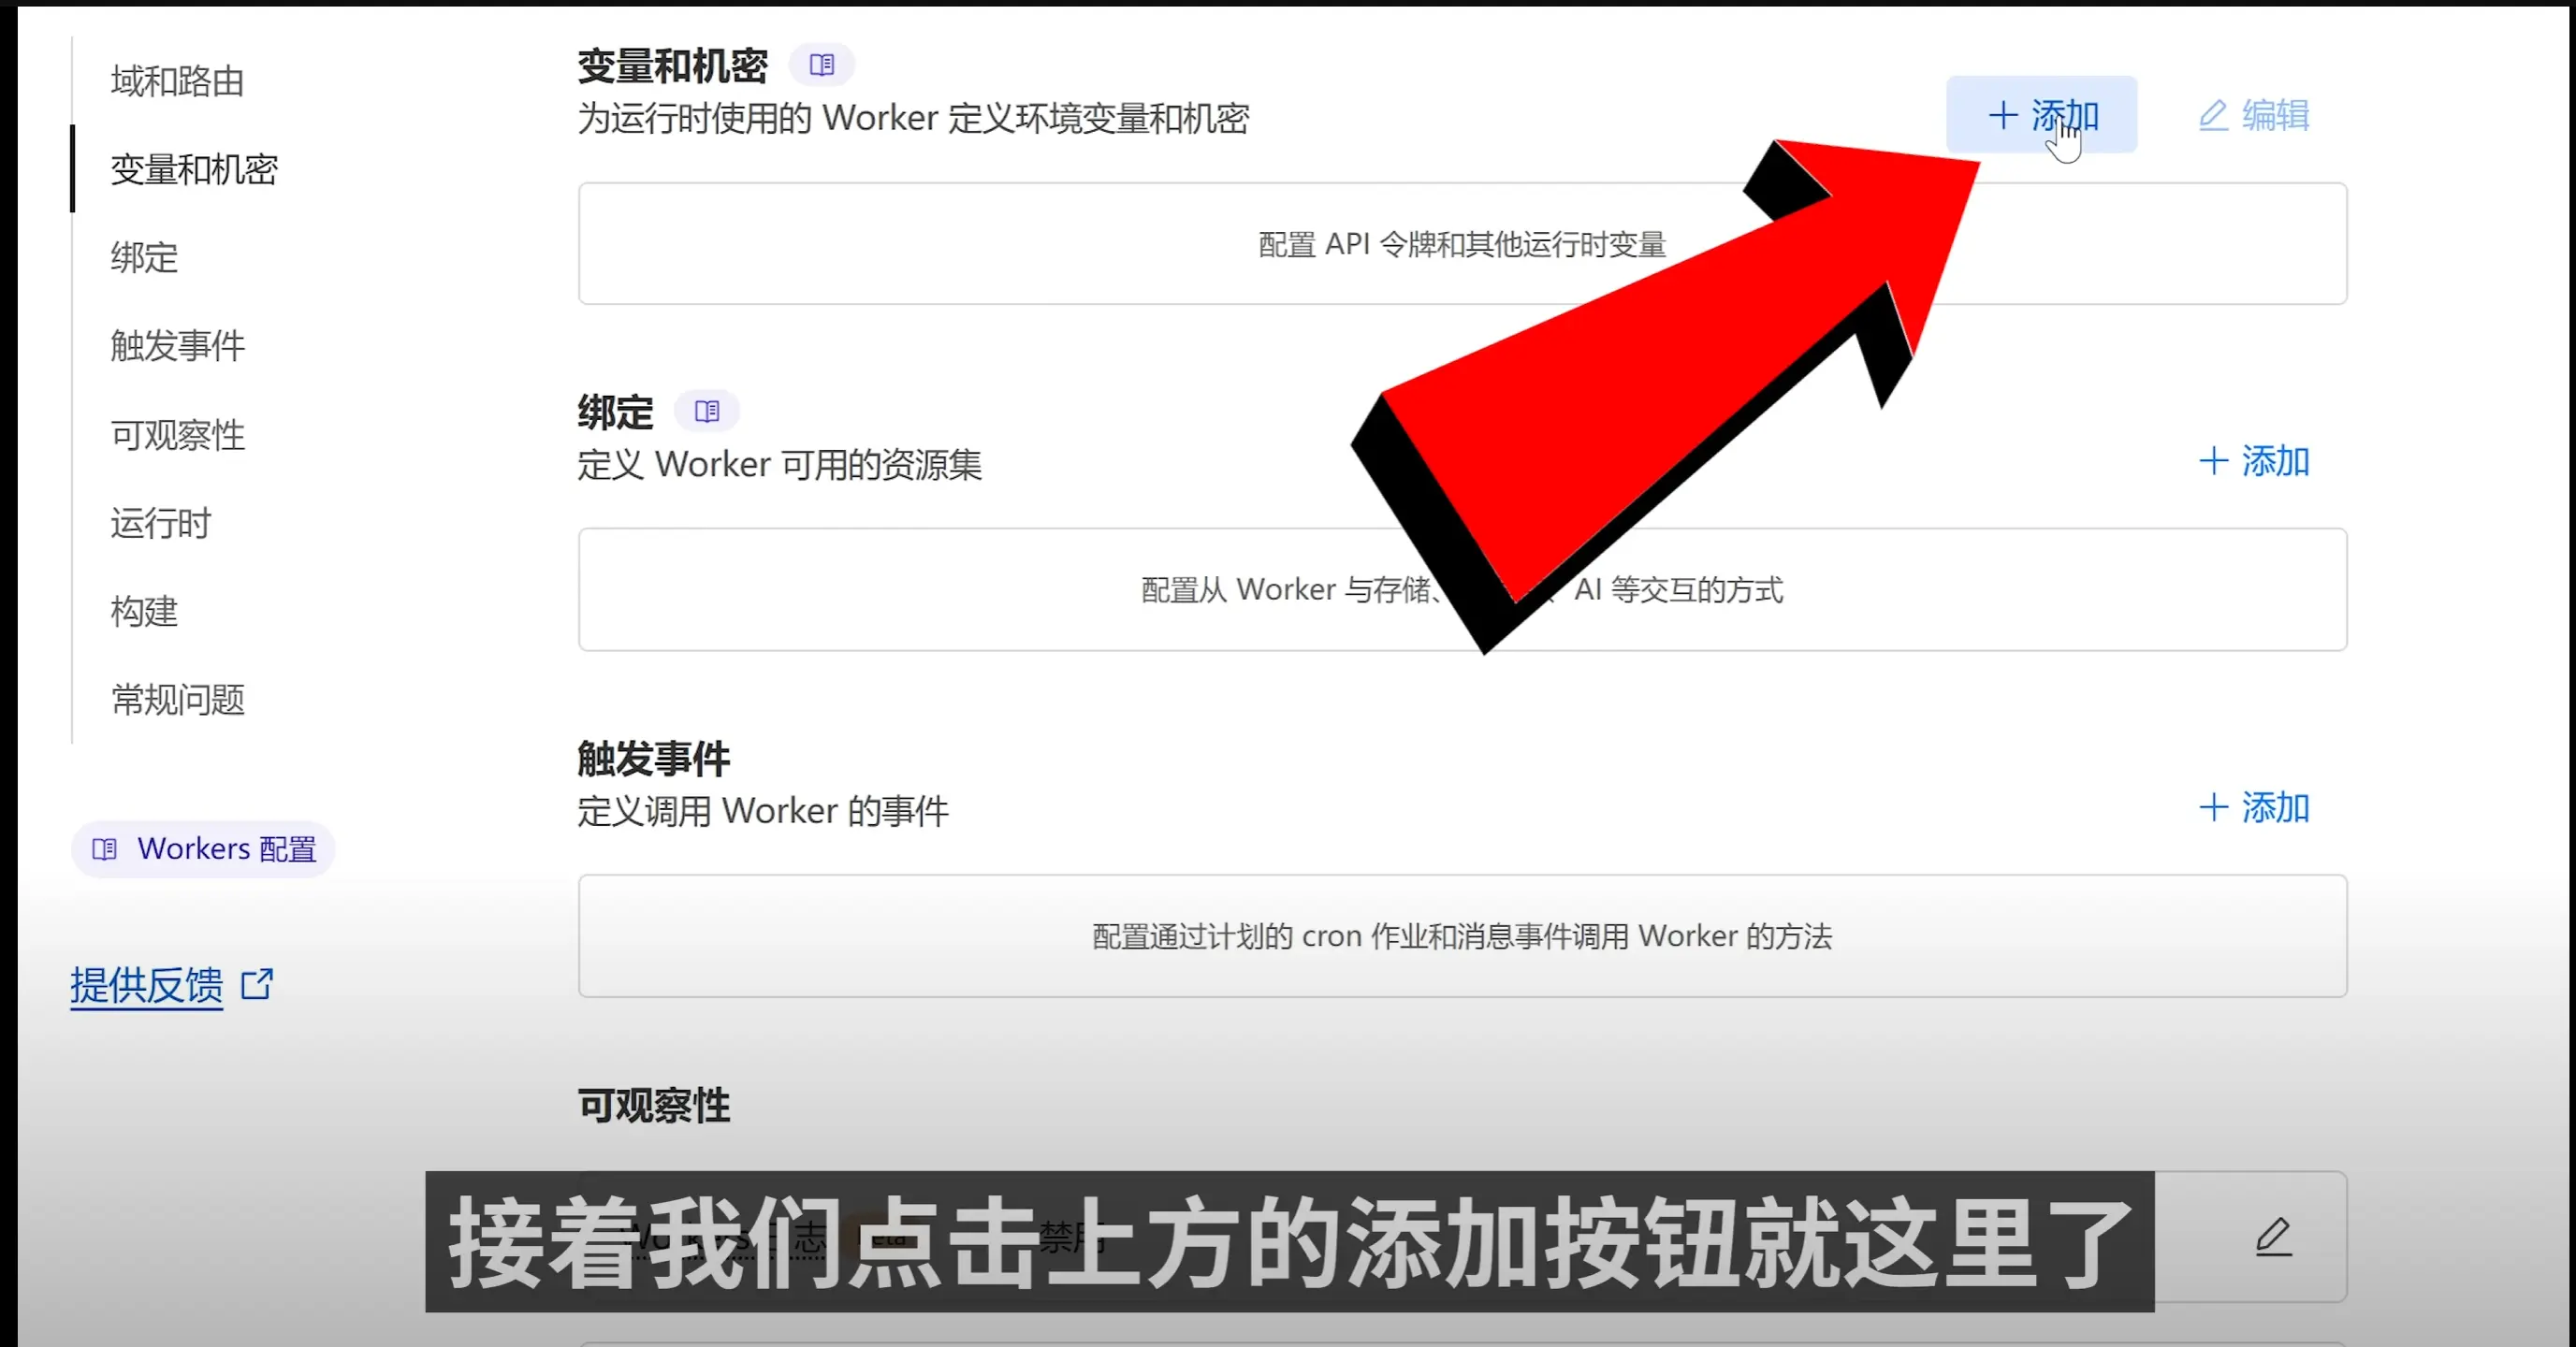 域和路由
变量和机密
绑定
触发事件
可观察性
运行时
构建
常规问题
Workers 配置
提供反馈
变量和机密
为运行时使用的 Worker 定义环境变量和机密
添加
编辑
配置 API 令牌和其他运行时变量
绑定
定义 Worker 可用的资源集
添加
配置从 Worker 与存储、 AI 等交互的方式
触发事件
定义调用 Worker 的事件
添加
配置通过计划的 cron 作业和消息事件调用 Worker 的方法
可观察性
Workers 日志 Beta 禁用
接着我们点击上方的添加按钮就这里了